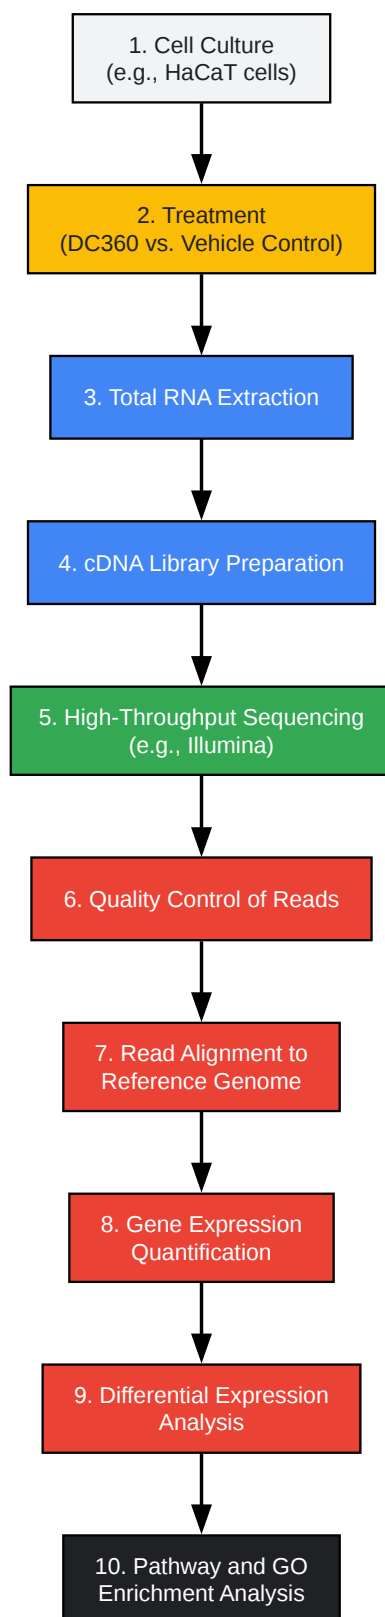 1. Cell Culture
(e.g., HaCaT cells)
2. Treatment
(DC360 vs. Vehicle Control)
3. Total RNA Extraction
4. cDNA Library Preparation
5. High-Throughput Sequencing
(e.g., Illumina)
6. Quality Control of Reads
7. Read Alignment to
Reference Genome
8. Gene Expression
Quantification
9. Differential Expression
Analysis
10. Pathway and GO
Enrichment Analysis